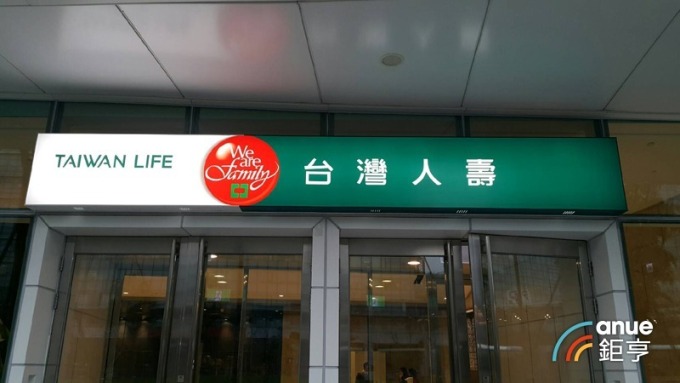 TAIWAN LIFE
We
are
Family
台灣人壽
anue
鉅亨